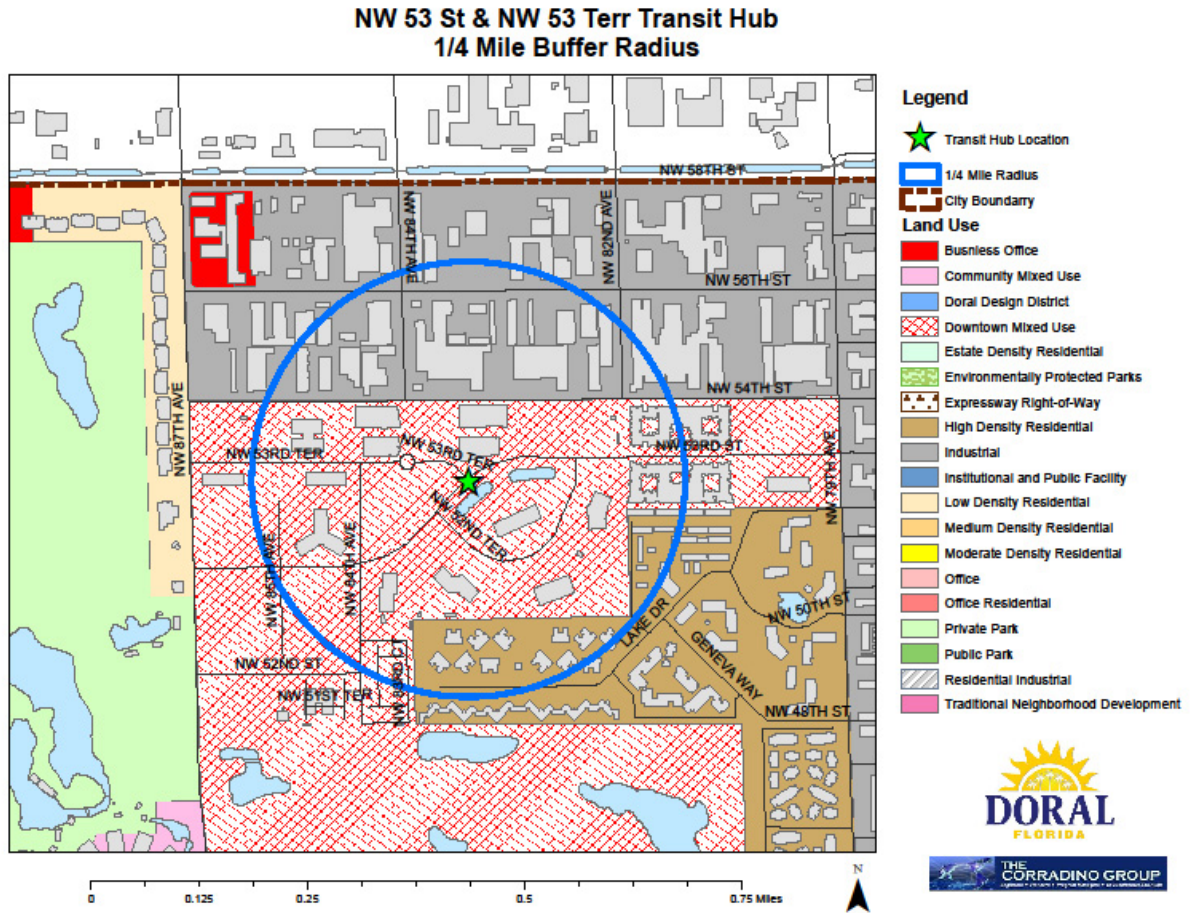 NW 53 St & NW 53 Terr Transit Hub
1/4 Mile Buffer Radius
NW 58TH ST
NW 84TH AVE
NW 82ND AVE
NW 56TH ST
NW 54TH ST
NW 87TH AVE
NW 53RD TER
NW 53RD TER
NW 53RD ST
NW 79TH AVE
NW 52ND TER
NW 85TH AVE
NW 84TH AVE
NW 50TH ST
LAKE DR
GENEVA WAY
NW 52ND ST
NW 83RD CT
NW 51ST TER
NW 48TH ST
Legend
Transit Hub Location
1/4 Mile Radius
City Boundarry
Land Use
Busniess Office
Community Mixed Use
Doral Design District
Downtown Mixed Use
Estate Density Residential
Environmentally Protected Parks
Expressway Right-of-Way
High Density Residential
Industrial
Institutional and Public Facility
Low Density Residential
Medium Density Residential
Moderate Density Residential
Office
Office Residential
Private Park
Public Park
Residential Industrial
Traditional Neighborhood Development
DORAL
FLORIDA
THE
CORRADINO GROUP
N
0 0.125 0.25 0.5 0.75 Miles